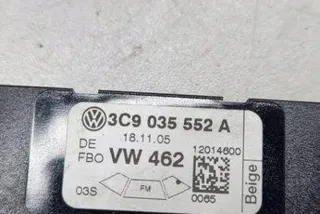 3C9 035 552 A
18.11.05
DE
FBO
VW 462
12014600
0065
03S
FM
Beige